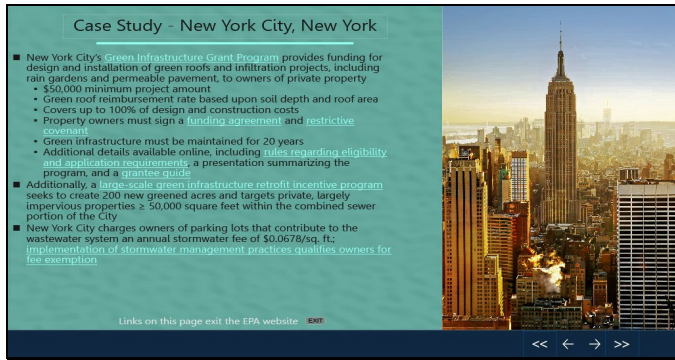 Case Study - New York City, New York
■ New York City's Green Infrastructure Grant Program provides funding for
design and installation of green roofs and infiltration projects, including
rain gardens and permeable pavement, to owners of private property
• $50,000 minimum project amount
• Green roof reimbursement rate based upon soil depth and roof area
• Covers up to 100% of design and construction costs
• Property owners must sign a funding agreement and restrictive
covenant
• Green infrastructure must be maintained for 20 years
• Additional details available online, including rules regarding eligibility
and application requirements, a presentation summarizing the
program, and a grantee guide
■ Additionally, a large-scale green infrastructure retrofit incentive program
seeks to create 200 new greened acres and targets private, largely
impervious properties ≥ 50,000 square feet within the combined sewer
portion of the City
■ New York City charges owners of parking lots that contribute to the
wastewater system an annual stormwater fee of $0.0678/sq. ft.;
implementation of stormwater management practices qualifies owners for
fee exemption
Links on this page exit the EPA website EXIT
<< ← → >>